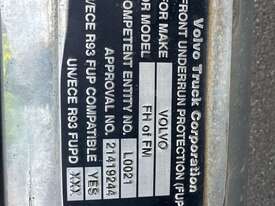 Volvo Truck Corporation
FRONT UNDERRUN PROTECTION (FUP
FOR MAKE VOLVO
FOR MODEL FH of FM
COMPETENT ENTITY NO. L0021
APPROVAL NO. 21419244
UN/ECE R93 FUP COMPATIBLE YES
UN/ECE R93 FUPD XXX